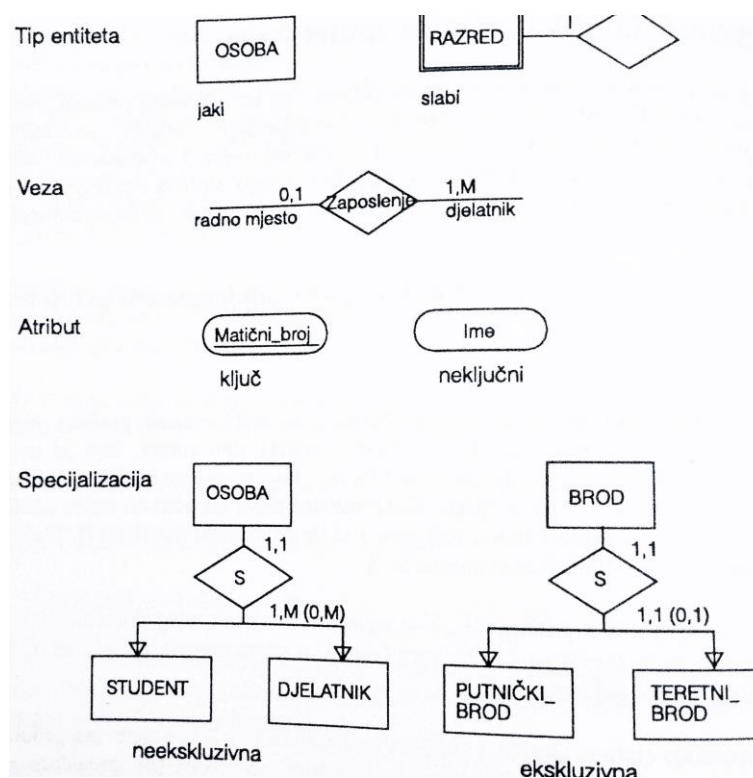 Tip entiteta
OSOBA
RAZRED
jaki
slabi
Veza
0,1
Zaposlenje
1,M
radno mjesto
djelatnik
Atribut
Matični_broj
Ime
ključ
neključni
Specijalizacija
OSOBA
BROD
1,1
1,1
S
S
1,M (0,M)
1,1 (0,1)
STUDENT
DJELATNIK
PUTNIČKI_
BROD
TERETNI_
BROD
neekskluzivna
ekskluzivna